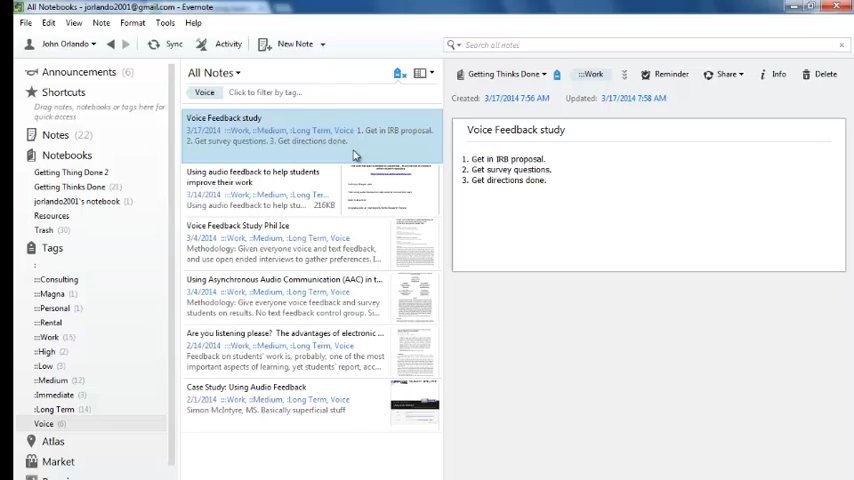 All Notebooks - jorlando2001@gmail.com - Evernote
File Edit View Note Format Tools Help
John Orlando Sync Activity New Note Search all notes
Announcements (6)
Shortcuts
Drag notes, notebooks or tags here for
quick access
Notes (22)
Notebooks
Getting Thing Done 2
Getting Thinks Done (21)
jorlando2001's notebook (1)
Resources
Trash (30)
Tags
:
:::Consulting
:::Magna (1)
:::Personal (1)
:::Rental
:::Work (15)
::High (2)
::Low (3)
::Medium (12)
:Immediate (3)
:Long Term (14)
Voice (6)
Atlas
Market
All Notes
Voice Click to filter by tag...
Voice Feedback study
3/17/2014 :::Work, ::Medium, :Long Term, Voice 1. Get in IRB proposal.
2. Get survey questions. 3. Get directions done.
Using audio feedback to help students
improve their work
3/14/2014 :::Work, ::Medium, :Long Ter...
Using audio feedback to help stu... 216KB
Voice Feedback Study Phil Ice
3/4/2014 :::Work, ::Medium, :Long Term, Voice
Methodology: Given everyone voice and text feedback,
and use open ended interviews to gather preferences. I...
Using Asynchronous Audio Communication (AAC) in t...
3/4/2014 :::Work, ::Medium, :Long Term, Voice
Methodology: Give everyone voice feedback and survey
students on results. No text feedback control group. Si...
Are you listening please? The advantages of electronic ...
2/14/2014 :::Work, ::Medium, :Long Term, Voice
Feedback on students' work is, probably, one of the most
important aspects of learning, yet students' report, acc...
Case Study: Using Audio Feedback
2/1/2014 :::Work, ::Medium, :Long Term, Voice
Simon McIntyre, MS. Basically superficial stuff
Getting Thinks Done :::Work Reminder Share Info Delete
Created: 3/17/2014 7:56 AM Updated: 3/17/2014 7:58 AM
Voice Feedback study
1. Get in IRB proposal.
2. Get survey questions.
3. Get directions done.